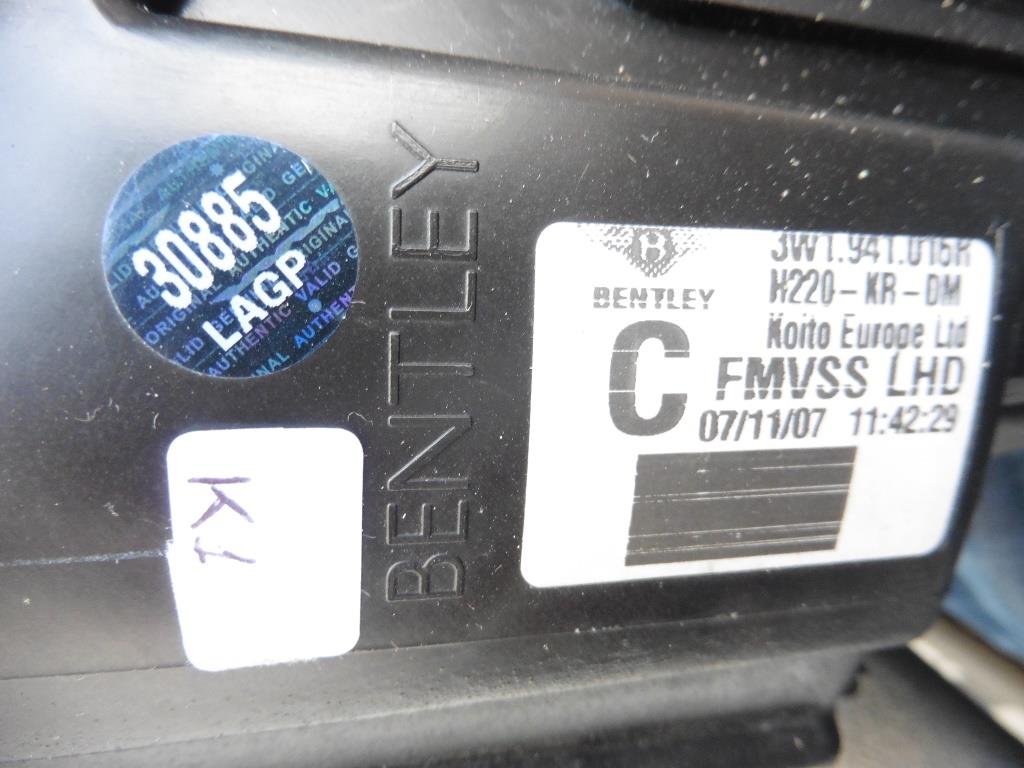 30885
LAGP
K1
BENTLEY
3W1.941.016R
H220-KR-DM
BENTLEY
Koito Europe Ltd
C
FMVSS LHD
07/11/07 11:42:29